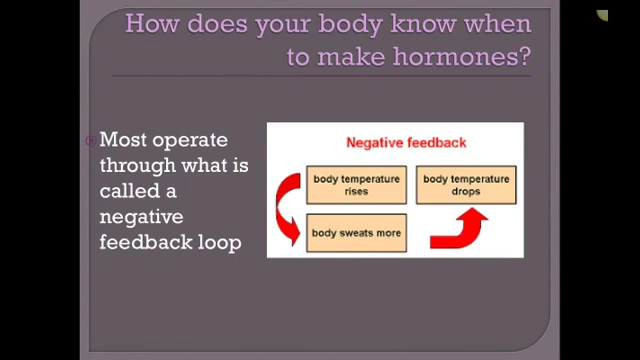 How does your body know when
to make hormones?
Most operate
through what is
called a
negative
feedback loop
Negative feedback
body temperature
rises
body temperature
drops
body sweats more